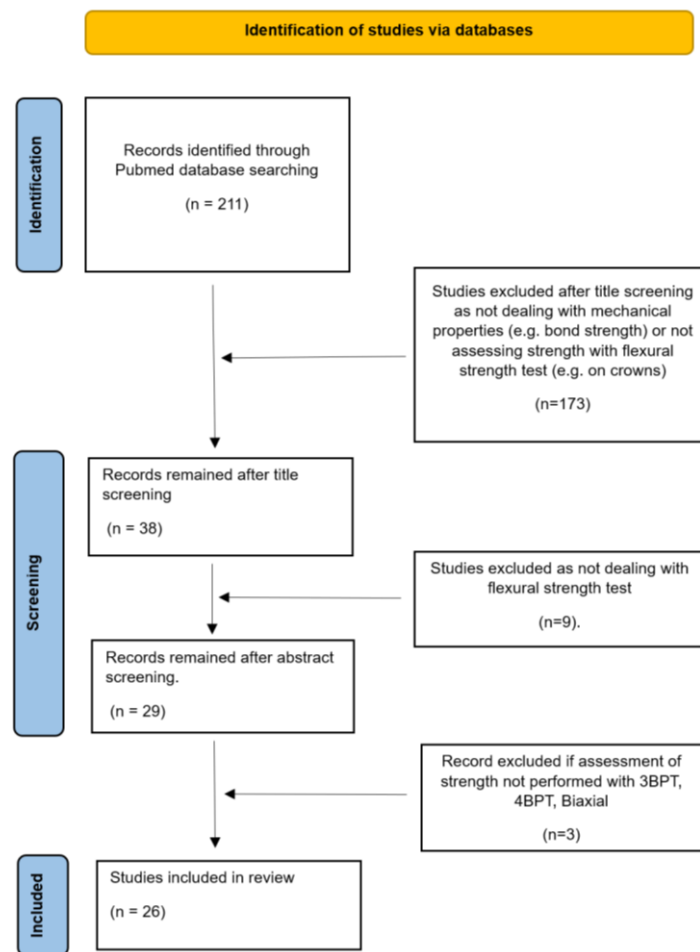 Identification of studies via databases
Identification
Records identified through
Pubmed database searching
(n = 211)
Studies excluded after title screening
as not dealing with mechanical
properties (e.g. bond strength) or not
assessing strength with flexural
strength test (e.g. on crowns)
(n=173)
Screening
Records remained after title
screening
(n = 38)
Studies excluded as not dealing with
flexural strength test
(n=9).
Records remained after abstract
screening.
(n = 29)
Record excluded if assessment of
strength not performed with 3BPT,
4BPT, Biaxial
(n=3)
Included
Studies included in review
(n = 26)